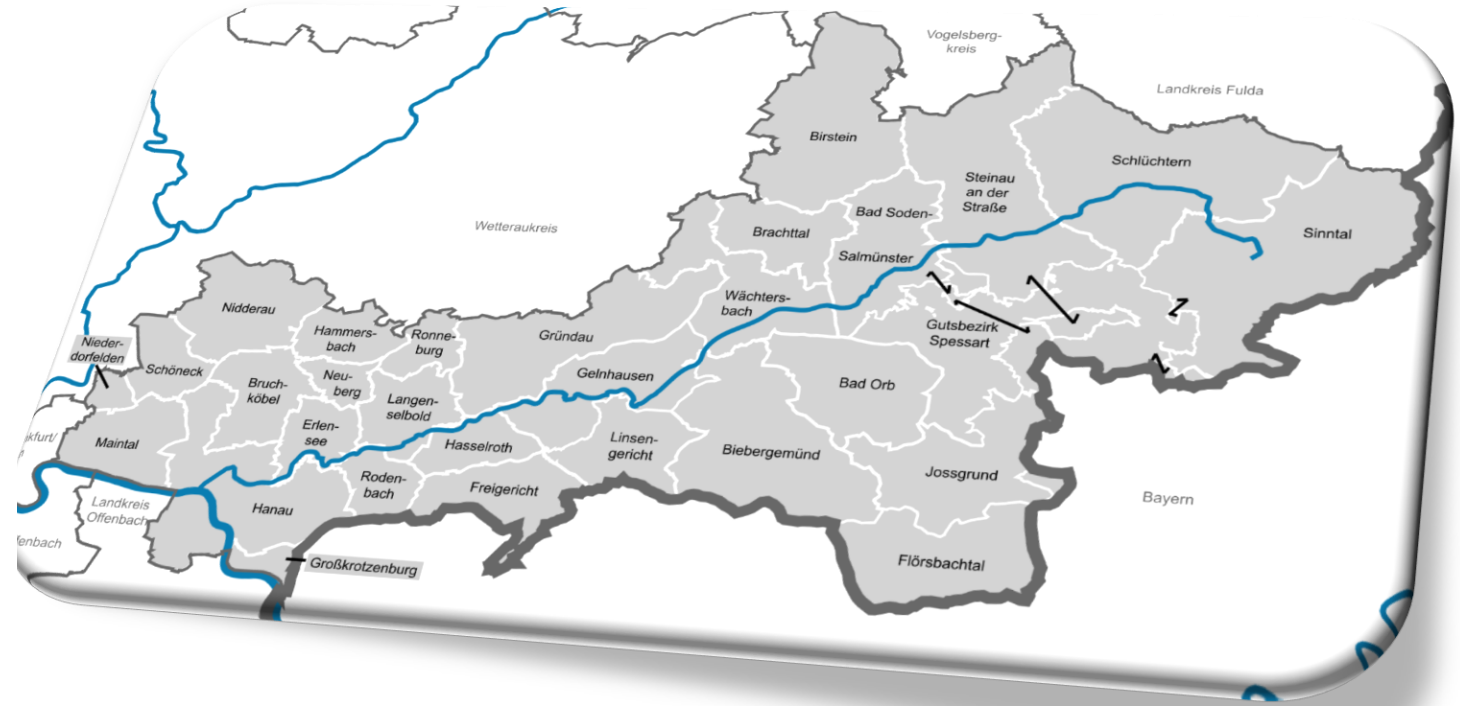 Vogelsberg-
kreis
Landkreis Fulda
Birstein
Schlüchtern
Steinau
an der
Straße
Bad Soden-
Salmünster
Sinntal
Wetteraukreis
Brachttal
Wächters-
bach
Nidderau
Hammers-
bach
Ronne-
burg
Gründau
Gutsbezirk
Spessart
Nieder-
dorfelden
Schöneck
Bruch-
köbel
Neu-
berg
Gelnhausen
Bad Orb
Langen-
selbold
Erlen-
see
Maintal
Hasselroth
Linsen-
gericht
Biebergemünd
Jossgrund
Bayern
Roden-
bach
Freigericht
Landkreis
Offenbach
Hanau
Großkrotzenburg
Flörsbachtal